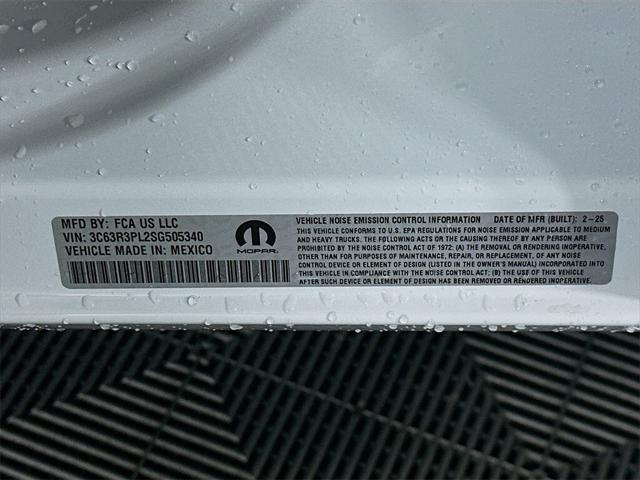 MFD BY: FCA US LLC
VIN: 3C63R3PL2SG505340
VEHICLE MADE IN: MEXICO
MOPAR
VEHICLE NOISE EMISSION CONTROL INFORMATION DATE OF MFR (BUILT): 2-25
THIS VEHICLE CONFORMS TO U.S. EPA REGULATIONS FOR NOISE EMISSION APPLICABLE TO MEDIUM
AND HEAVY TRUCKS. THE FOLLOWING ACTS OR THE CAUSING THEREOF BY ANY PERSON ARE
PROHIBITED BY THE NOISE CONTROL ACT OF 1972: (A) THE REMOVAL OR RENDERING INOPERATIVE,
OTHER THAN FOR PURPOSES OF MAINTENANCE, REPAIR, OR REPLACEMENT, OF ANY NOISE
CONTROL DEVICE OR ELEMENT OF DESIGN (LISTED IN THE OWNER'S MANUAL) INCORPORATED INTO
THIS VEHICLE IN COMPLIANCE WITH THE NOISE CONTROL ACT; (B) THE USE OF THIS VEHICLE
AFTER SUCH DEVICE OR ELEMENT OF DESIGN HAS BEEN REMOVED OR RENDERED INOPERATIVE.